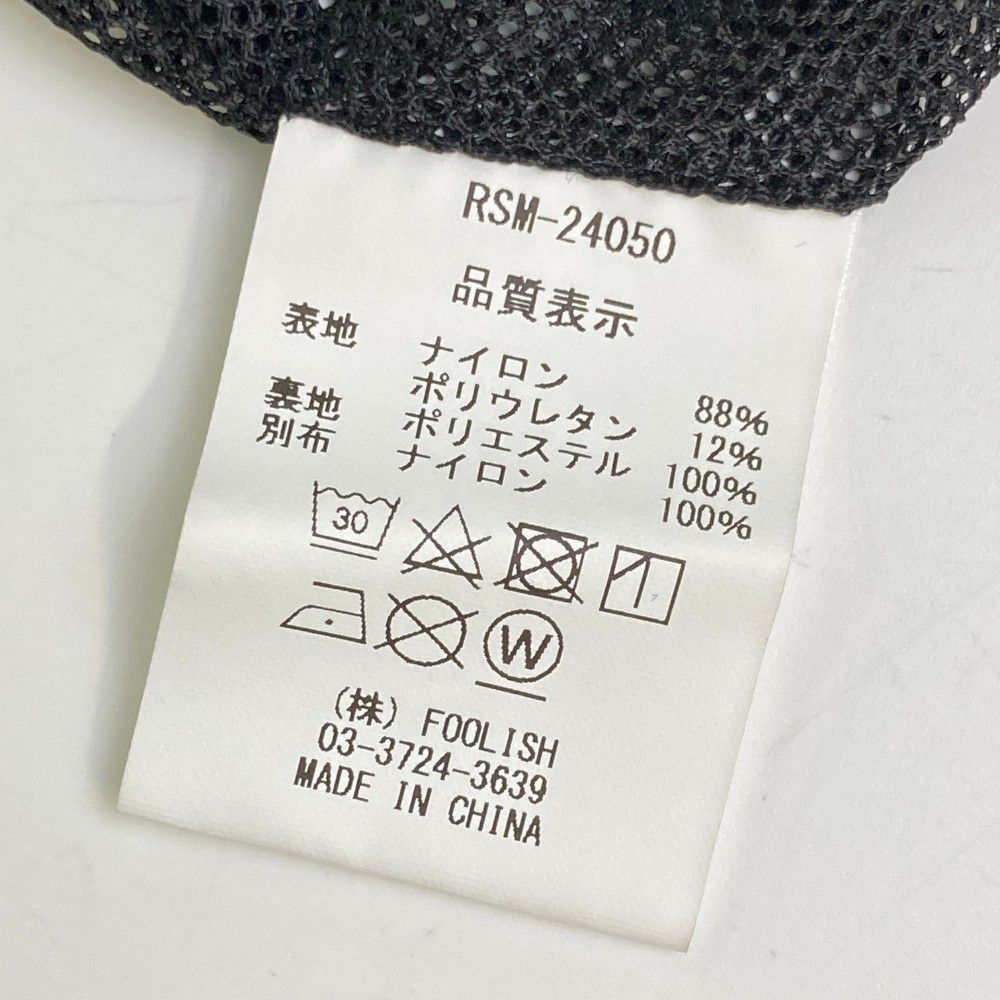 RSM-24050
品質表示
表地 ナイロン 88%
ポリウレタン 12%
裏地 ポリエステル 100%
別布 ナイロン 100%
30
W
(株) FOOLISH
03-3724-3639
MADE IN CHINA